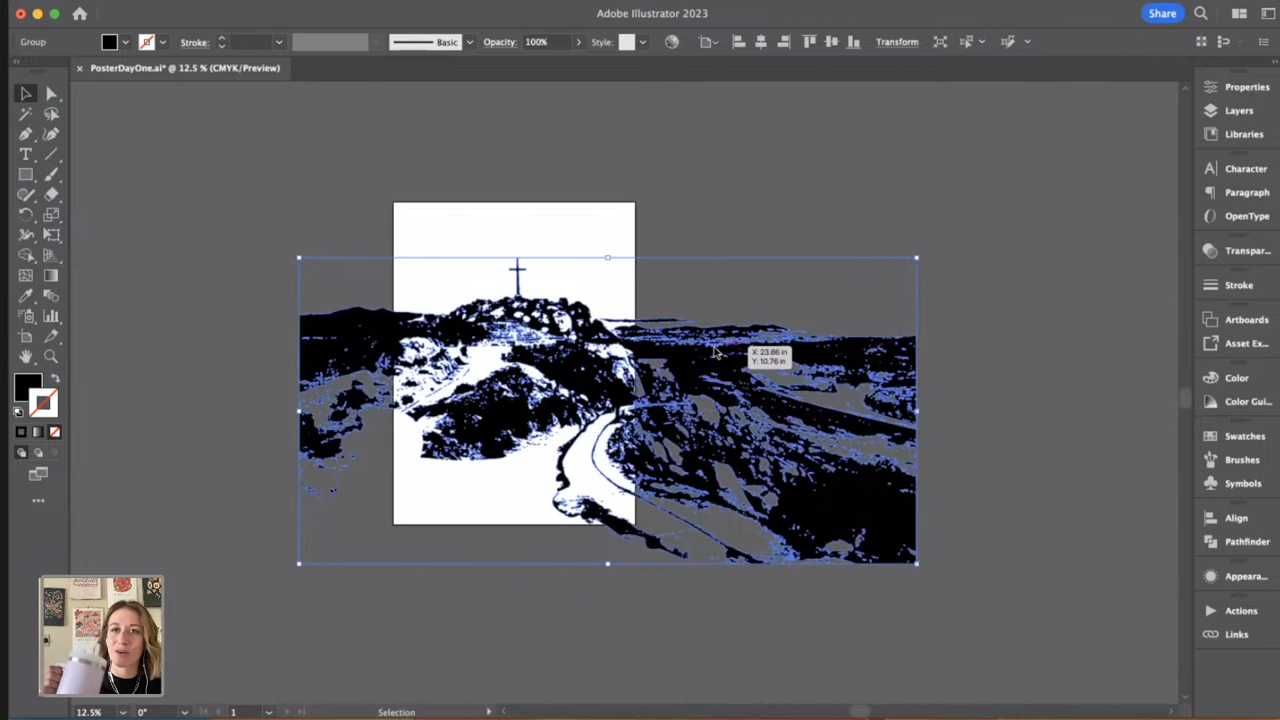 Adobe Illustrator 2023
Share
Group
Stroke:
Basic
Opacity:
100%
Style:
Transform
× PosterDayOne.ai* @ 12.5 % (CMYK/Preview)
Properties
Layers
Libraries
Character
Paragraph
OpenType
Transpar...
Stroke
Artboards
Asset Ex...
Color
Color Gui...
Swatches
Brushes
Symbols
Align
Pathfinder
Appeara...
Actions
Links
X: 23.86 in
Y: 10.76 in
12.5%
0°
1
Selection